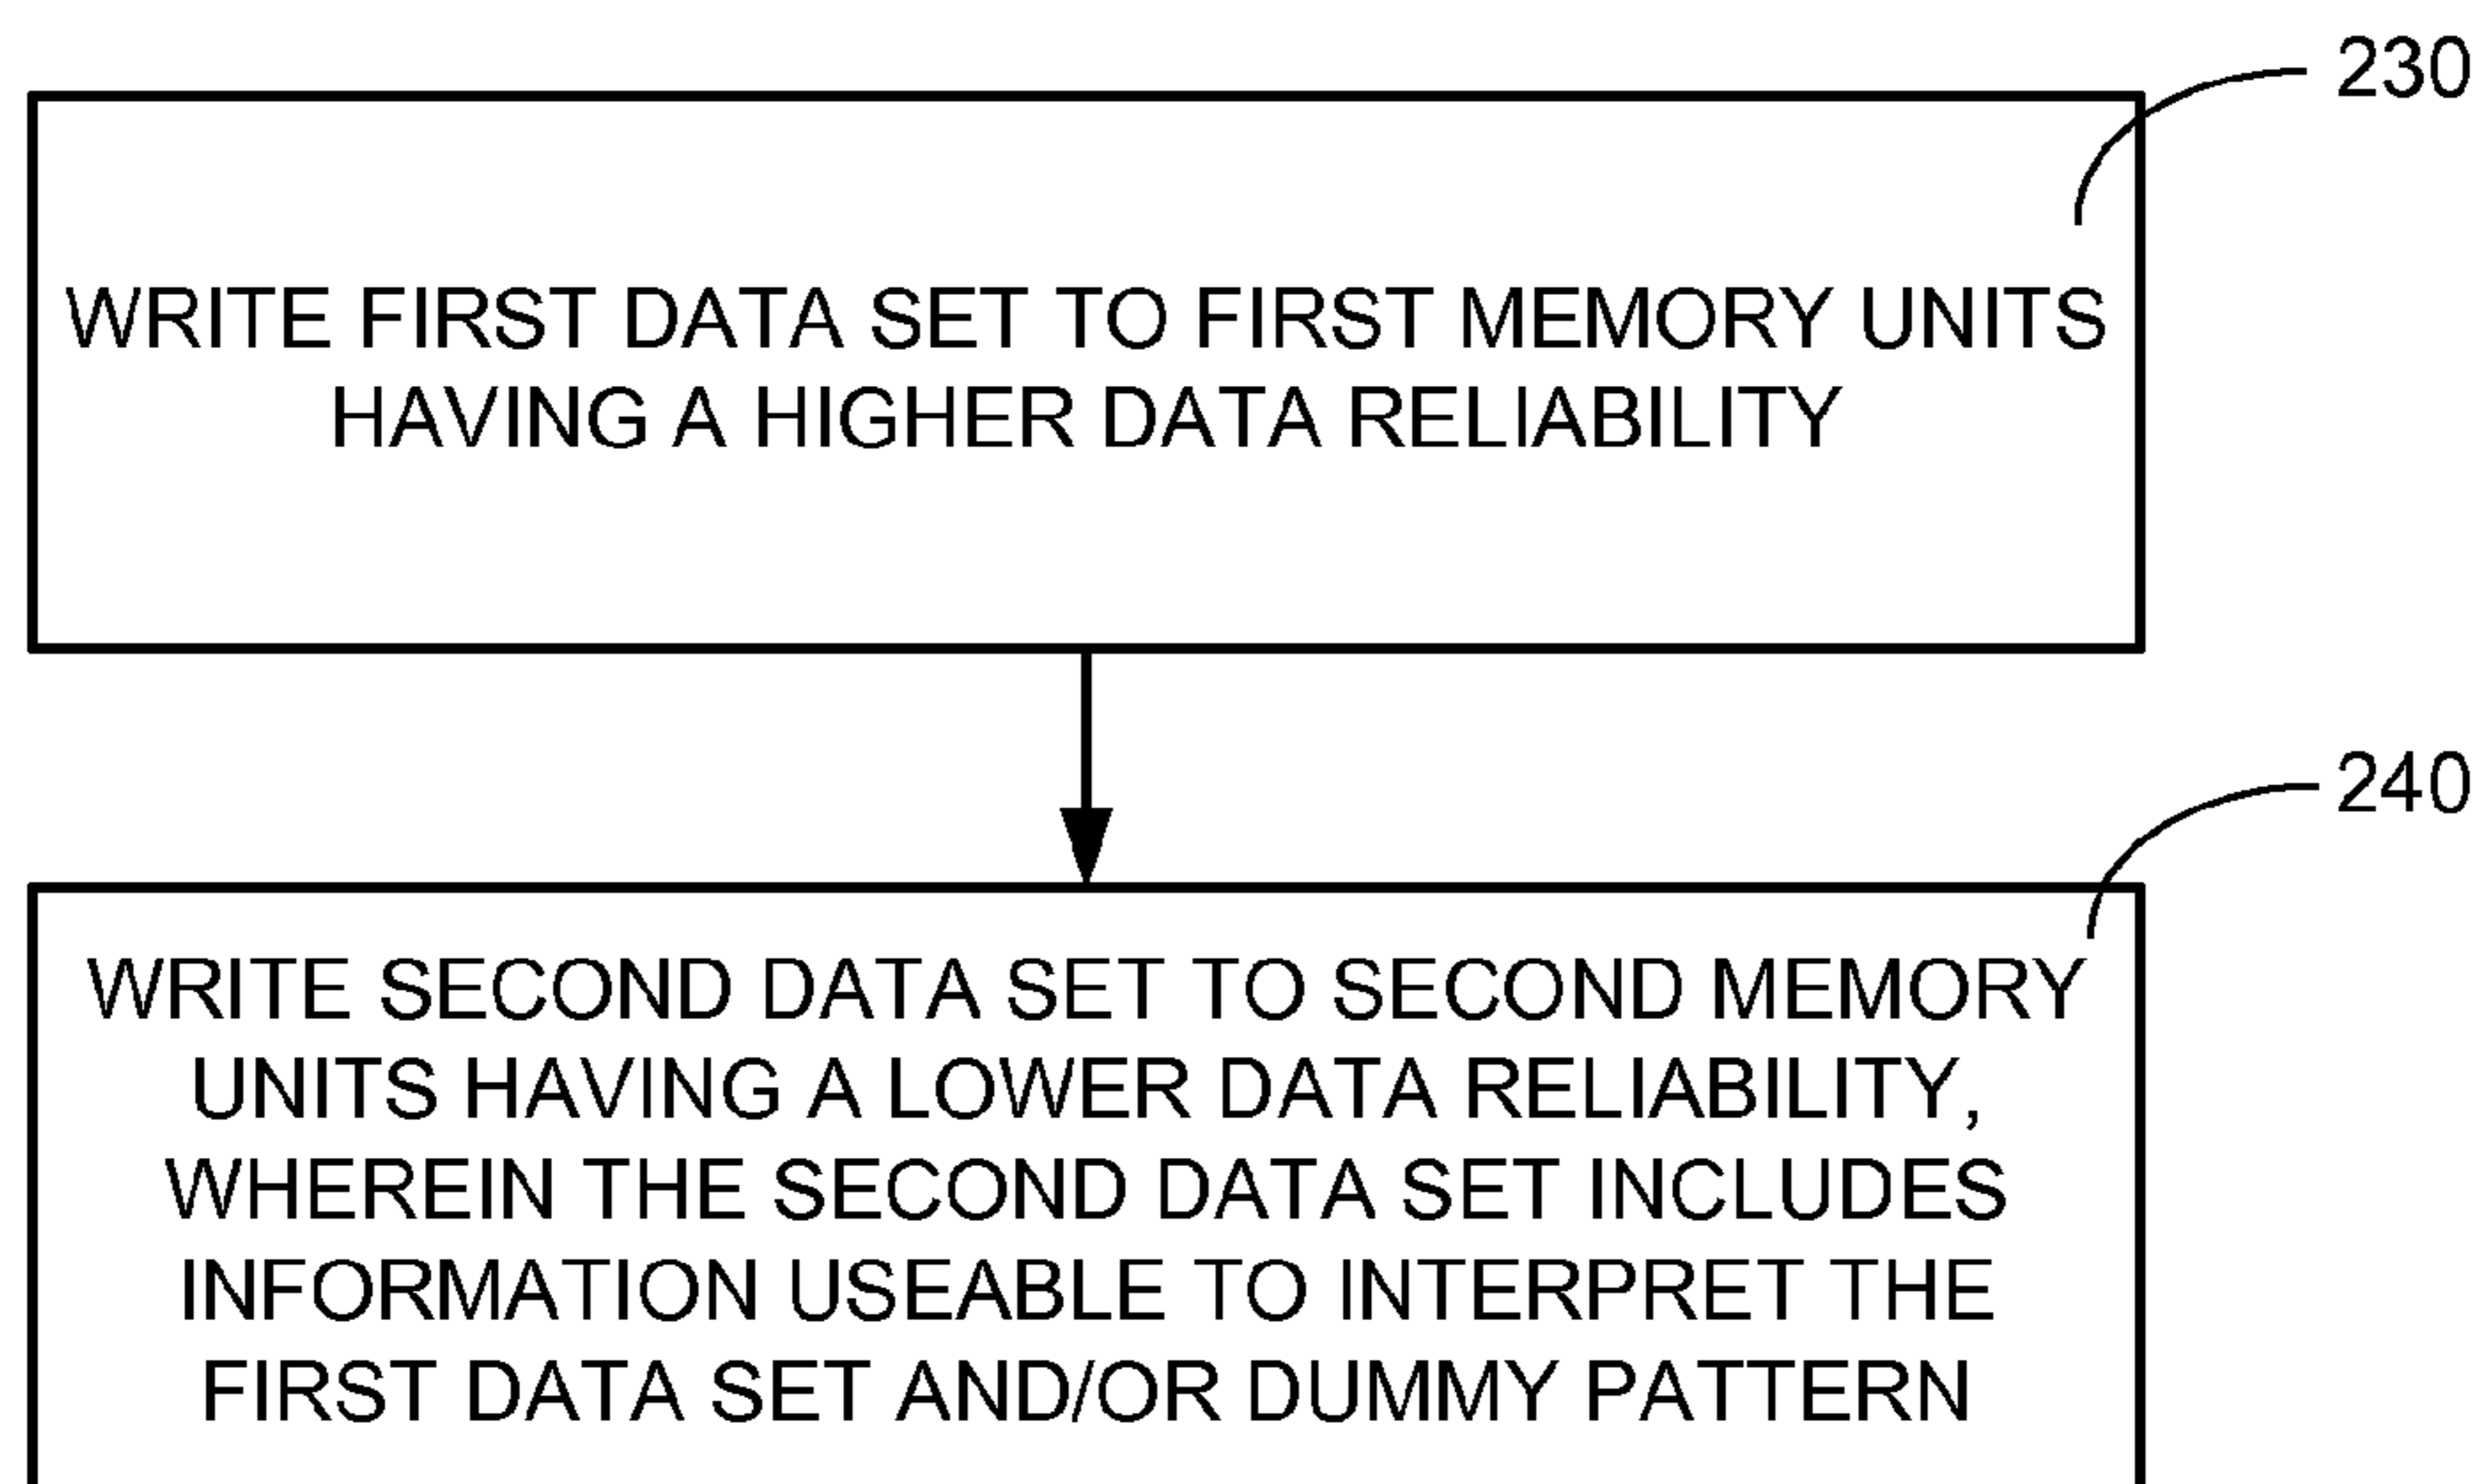 230
WRITE FIRST DATA SET TO FIRST MEMORY UNITS
HAVING A HIGHER DATA RELIABILITY
240
WRITE SECOND DATA SET TO SECOND MEMORY
UNITS HAVING A LOWER DATA RELIABILITY,
WHEREIN THE SECOND DATA SET INCLUDES
INFORMATION USEABLE TO INTERPRET THE
FIRST DATA SET AND/OR DUMMY PATTERN